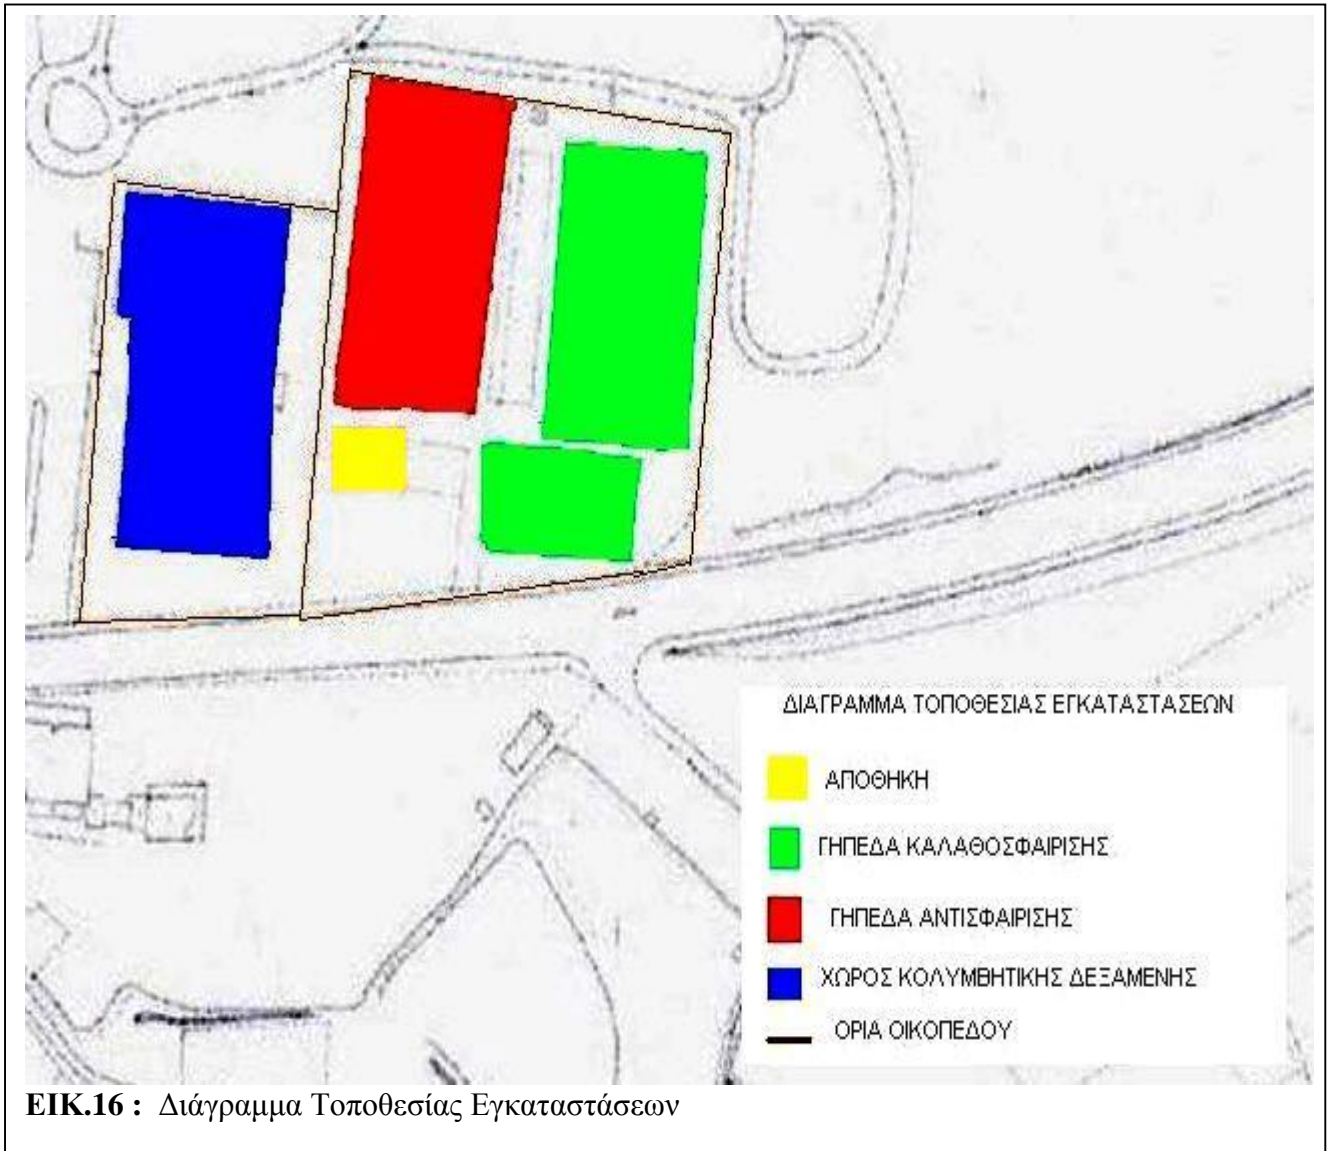 ΔΙΑΓΡΑΜΜΑ ΤΟΠΟΘΕΣΙΑΣ ΕΓΚΑΤΑΣΤΑΣΕΩΝ
ΑΠΟΘΗΚΗ
ΓΗΠΕΔΑ ΚΑΛΑΘΟΣΦΑΙΡΙΣΗΣ
ΓΗΠΕΔΑ ΑΝΤΙΣΦΑΙΡΙΣΗΣ
ΧΩΡΟΣ ΚΟΛΥΜΒΗΤΙΚΗΣ ΔΕΞΑΜΕΝΗΣ
ΟΡΙΑ ΟΙΚΟΠΕΔΟΥ
ΕΙΚ.16 : Διάγραμμα Τοποθεσίας Εγκαταστάσεων